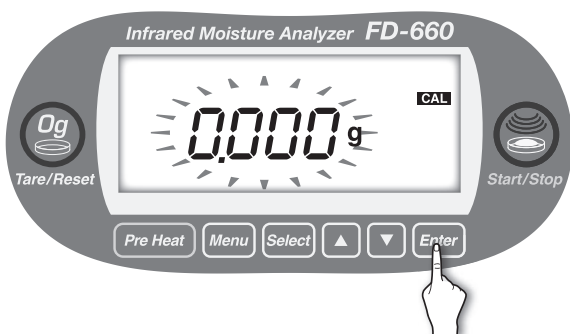 Infrared Moisture Analyzer FD-660
CAL
0.000 g
0g
Tare/Reset
Start/Stop
Pre Heat Menu Select ▲ ▼ Enter